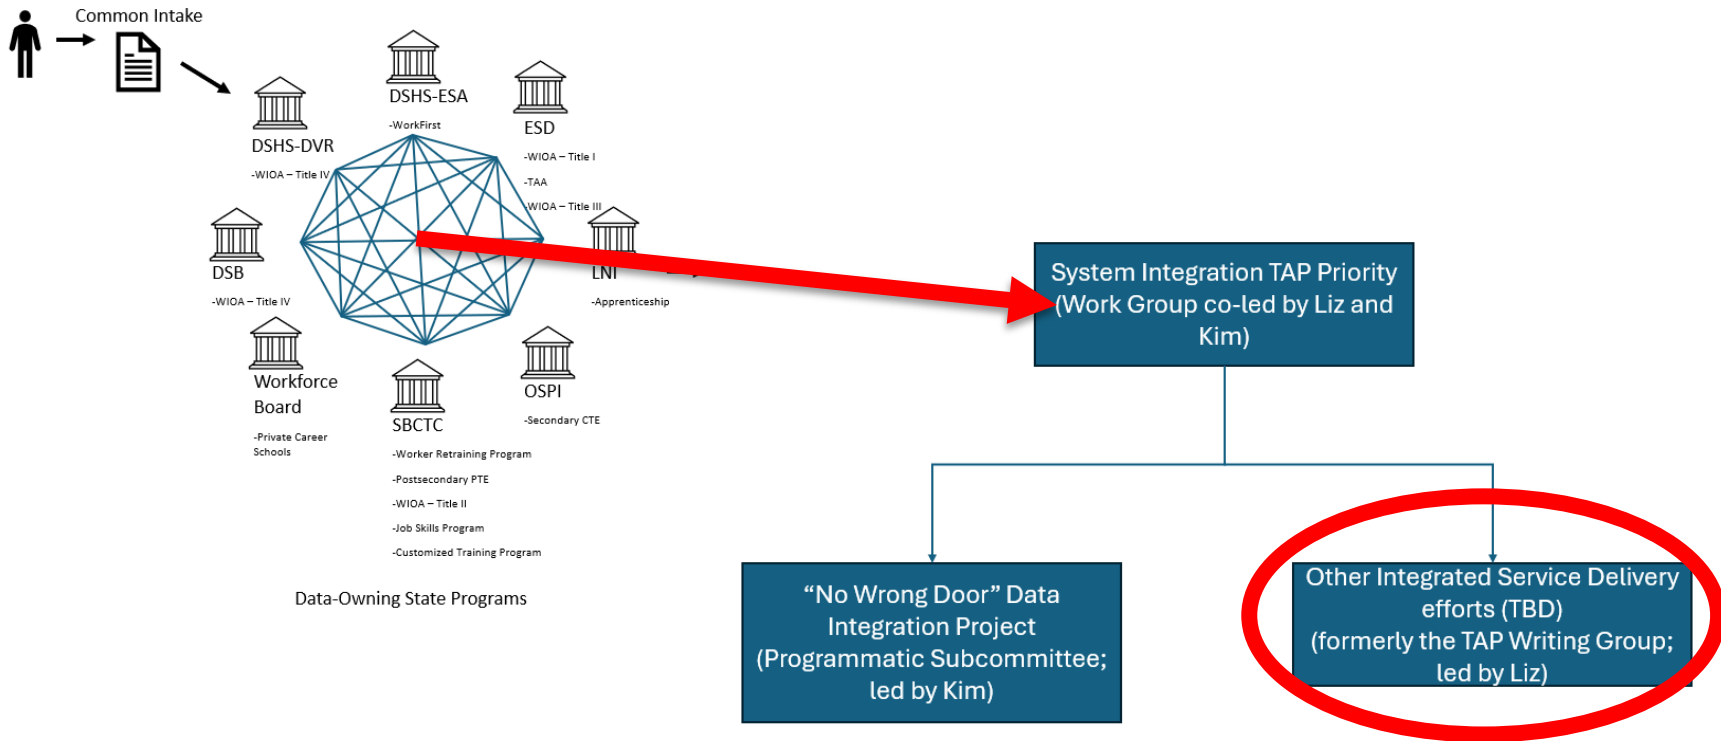 Common Intake
DSHS-ESA
-WorkFirst
ESD
-WIOA – Title I
-TAA
-WIOA – Title III
DSHS-DVR
-WIOA – Title IV
DSB
-WIOA – Title IV
LNI
-Apprenticeship
Workforce
Board
-Private Career
Schools
SBCTC
-Worker Retraining Program
-Postsecondary PTE
-WIOA – Title II
-Job Skills Program
-Customized Training Program
OSPI
-Secondary CTE
Data-Owning State Programs
System Integration TAP Priority
(Work Group co-led by Liz and
Kim)
“No Wrong Door” Data
Integration Project
(Programmatic Subcommittee;
led by Kim)
Other Integrated Service Delivery
efforts (TBD)
(formerly the TAP Writing Group;
led by Liz)